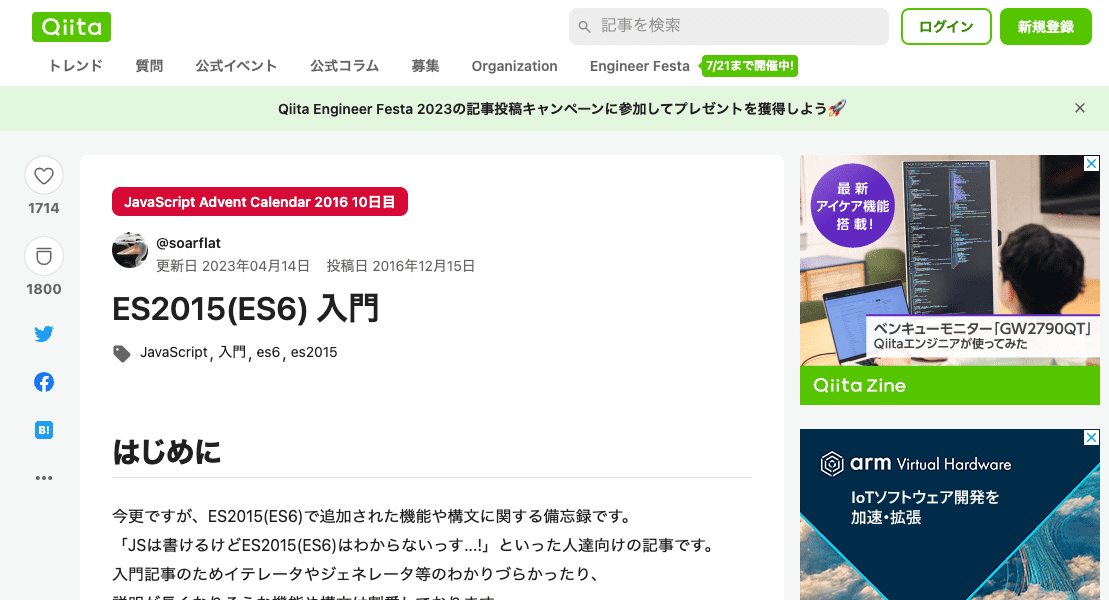 Qiita
記事を検索
ログイン
新規登録
トレンド 質問 公式イベント 公式コラム 募集 Organization Engineer Festa 7/21まで開催中!
Qiita Engineer Festa 2023の記事投稿キャンペーンに参加してプレゼントを獲得しよう🚀
1714
1800
B!
JavaScript Advent Calendar 2016 10日目
@soarflat
更新日 2023年04月14日 投稿日 2016年12月15日
ES2015(ES6) 入門
JavaScript, 入門, es6, es2015
はじめに
今更ですが、ES2015(ES6)で追加された機能や構文に関する備忘録です。
「JSは書けるけどES2015(ES6)はわからないっす...!」といった人達向けの記事です。
入門記事のためイテレータやジェネレータ等のわかりづらかったり、
最新
アイケア機能
搭載!
ベンキューモニター「GW2790QT」
Qiitaエンジニアが使ってみた
Qiita Zine
arm Virtual Hardware
IoTソフトウェア開発を
加速・拡張